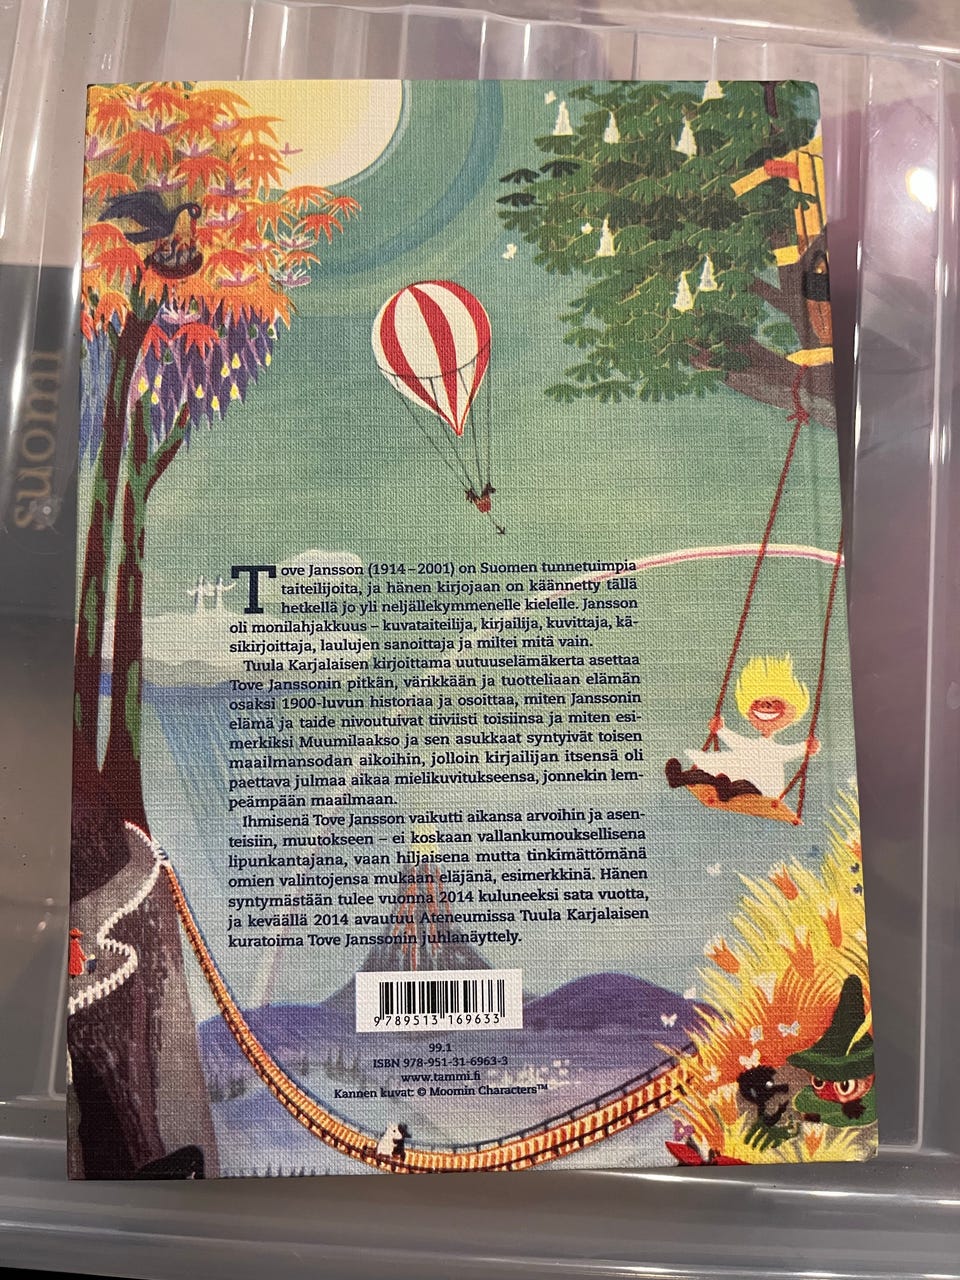 Tove Jansson (1914–2001) on Suomen tunnetuimpia
taiteilijoita, ja hänen kirjojaan on käännetty tällä
hetkellä jo yli neljällekymmenelle kielelle. Jansson
oli monilahjakkuus – kuvataiteilija, kirjailija, kuvittaja, kä-
sikirjoittaja, laulujen sanoittaja ja miltei mitä vain.
Tuula Karjalaisen kirjoittama uutuuselämäkerta asettaa
Tove Janssonin pitkän, värikkään ja tuotteliaan elämän
osaksi 1900-luvun historiaa ja osoittaa, miten Janssonin
elämä ja taide nivoutuivat tiiviisti toisiinsa ja miten esi-
merkiksi Muumilaakso ja sen asukkaat syntyivät toisen
maailmansodan aikoihin, jolloin kirjailijan itsensä oli
paettava julmaa aikaa mielikuvitukseensa, jonnekin lem-
peämpään maailmaan.
Ihmisenä Tove Jansson vaikutti aikansa arvoihin ja asen-
teisiin, muutokseen – ei koskaan vallankumouksellisena
lipunkantajana, vaan hiljaisena mutta tinkimättömänä
omien valintojensa mukaan eläjänä, esimerkkinä. Hänen
syntymästään tulee vuonna 2014 kuluneeksi sata vuotta,
ja keväällä 2014 avautuu Ateneumissa Tuula Karjalaisen
kuratoima Tove Janssonin juhlanäyttely.
9789513169633
99.1
ISBN 978-951-31-6963-3
www.tammi.fi
Kannen kuvat: © Moomin Characters™
suomi